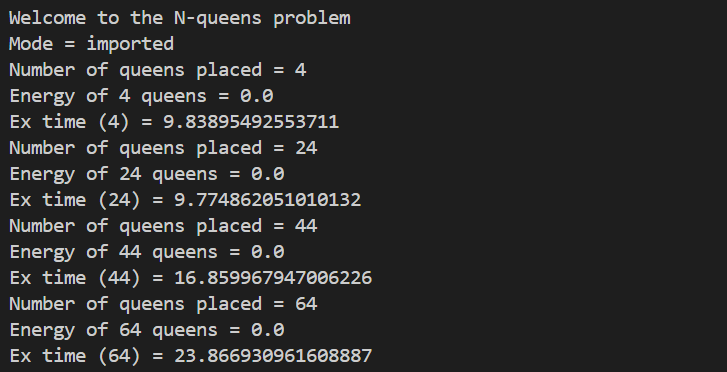 Welcome to the N-queens problem
Mode = imported
Number of queens placed = 4
Energy of 4 queens = 0.0
Ex time (4) = 9.83895492553711
Number of queens placed = 24
Energy of 24 queens = 0.0
Ex time (24) = 9.774862051010132
Number of queens placed = 44
Energy of 44 queens = 0.0
Ex time (44) = 16.859967947006226
Number of queens placed = 64
Energy of 64 queens = 0.0
Ex time (64) = 23.866930961608887